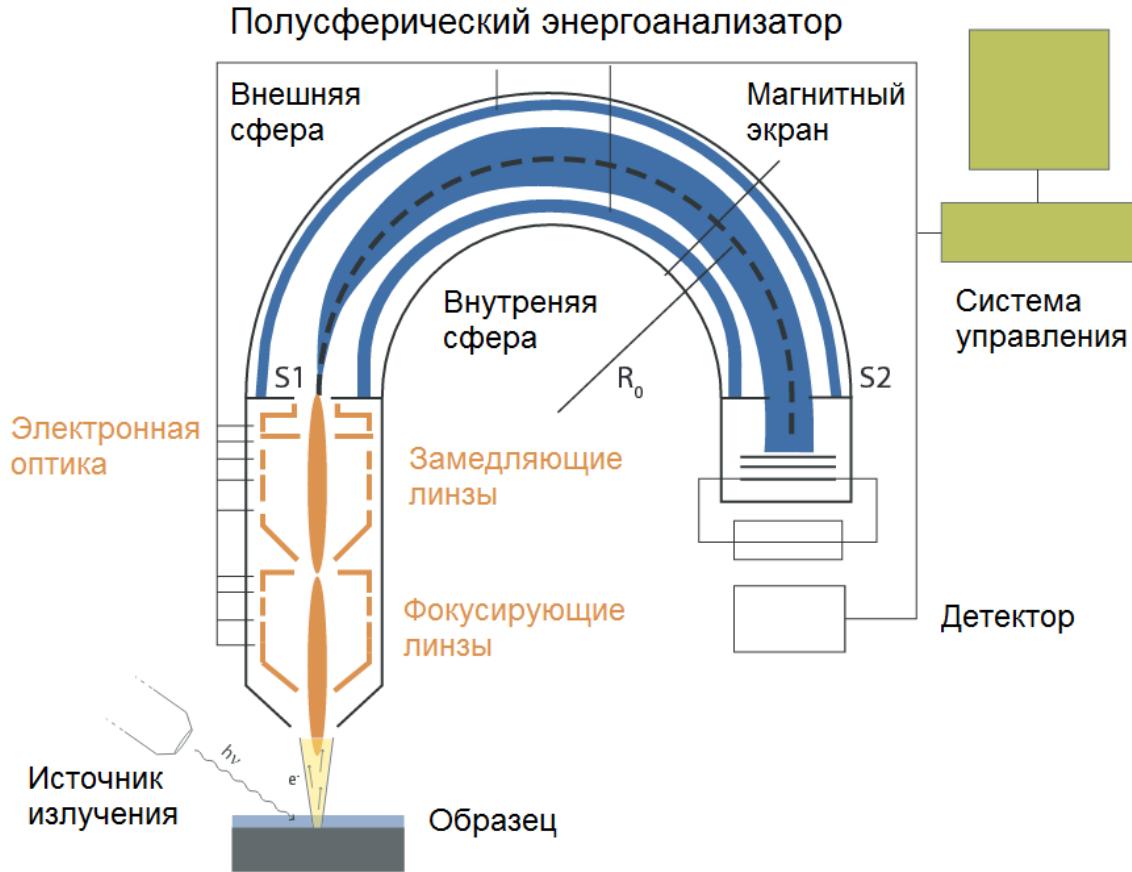 Полусферический энергоанализатор
Внешняя
сфера
Магнитный
экран
Внутреняя
сфера
R0
S1
S2
Система
управления
Электронная
оптика
Замедляющие
линзы
Фокусирующие
линзы
Детектор
hν
e-
Источник
излучения
Образец